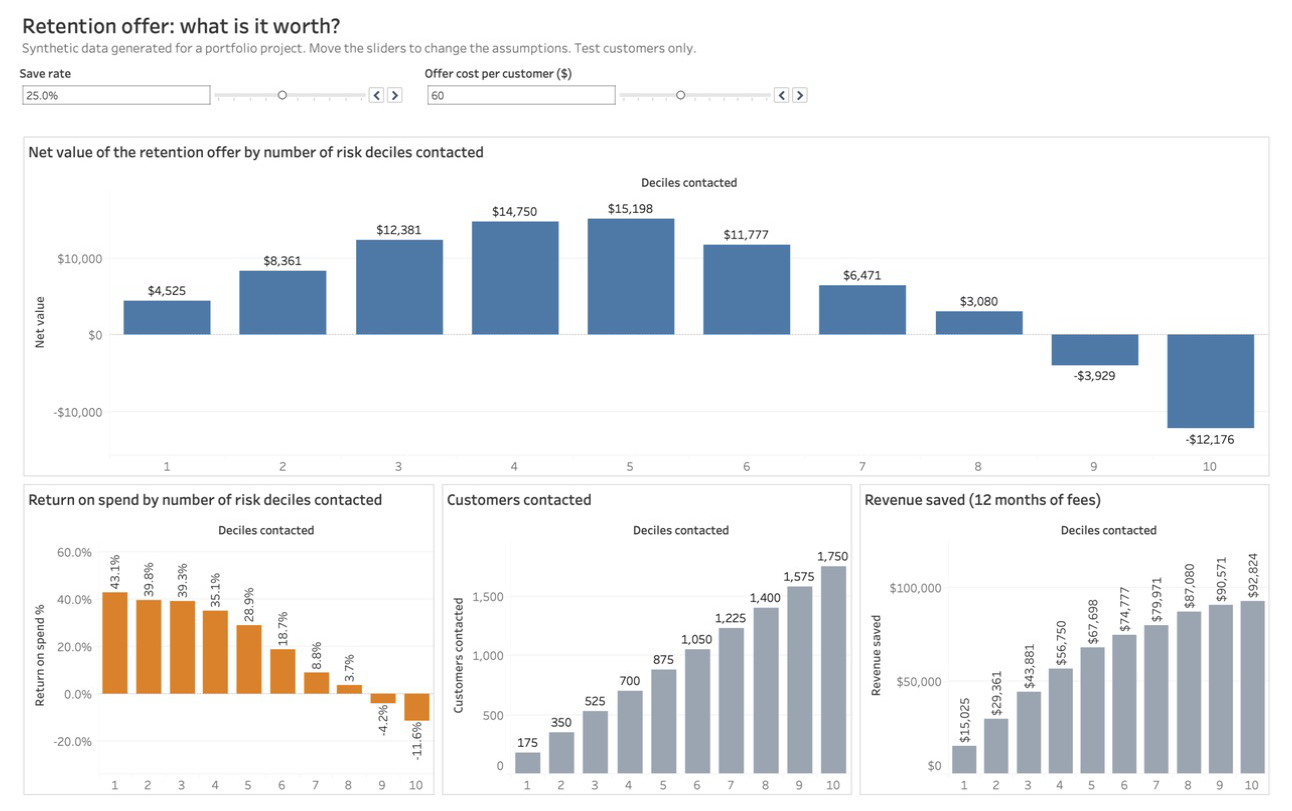 Retention offer: what is it worth?
Synthetic data generated for a portfolio project. Move the sliders to change the assumptions. Test customers only.
Save rate
Offer cost per customer ($)
25.0%
60
Net value of the retention offer by number of risk deciles contacted
Deciles contacted
Net value
$10,000
$0
-$10,000
$4,525
$8,361
$12,381
$14,750
$15,198
$11,777
$6,471
$3,080
-$3,929
-$12,176
1 2 3 4 5 6 7 8 9 10
Return on spend by number of risk deciles contacted
Deciles contacted
Return on spend %
60.0%
40.0%
20.0%
0.0%
-20.0%
43.1%
39.8%
39.3%
35.1%
28.9%
18.7%
8.8%
3.7%
-4.2%
-11.6%
1 2 3 4 5 6 7 8 9 10
Customers contacted
Deciles contacted
Customers contacted
1,500
1,000
500
0
175
350
525
700
875
1,050
1,225
1,400
1,575
1,750
1 2 3 4 5 6 7 8 9 10
Revenue saved (12 months of fees)
Deciles contacted
Revenue saved
$100,000
$50,000
$0
$15,025
$29,361
$43,881
$56,750
$67,698
$74,777
$79,971
$87,080
$90,571
$92,824
1 2 3 4 5 6 7 8 9 10